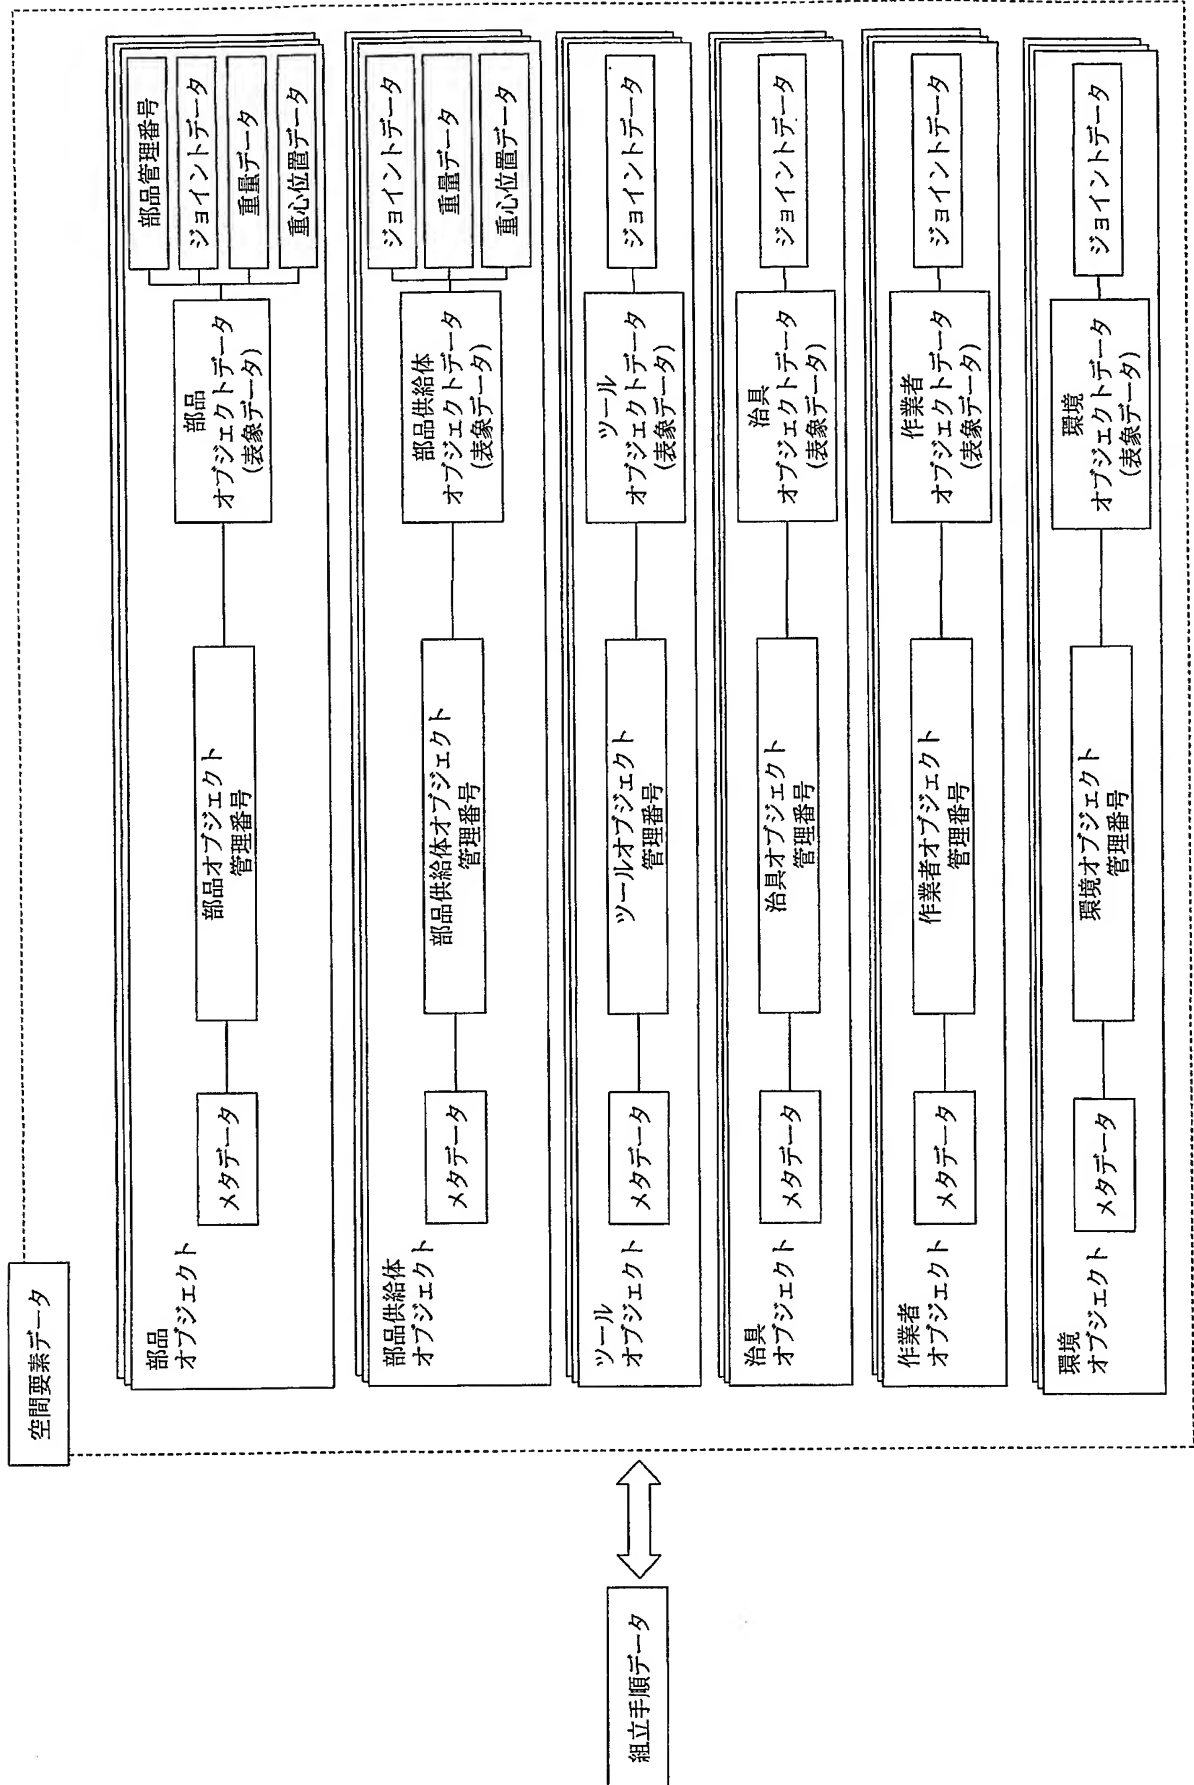 空間要素データ
組立手順データ
部品
オブジェクト
メタデータ
部品オブジェクト
管理番号
部品
オブジェクトデータ
(表象データ)
部品管理番号
ジョイントデータ
重量データ
重心位置データ
部品供給体
オブジェクト
メタデータ
部品供給体オブジェクト
管理番号
部品供給体
オブジェクトデータ
(表象データ)
ジョイントデータ
重量データ
重心位置データ
ツール
オブジェクト
メタデータ
ツールオブジェクト
管理番号
ツール
オブジェクトデータ
(表象データ)
ジョイントデータ
治具
オブジェクト
メタデータ
治具オブジェクト
管理番号
治具
オブジェクトデータ
(表象データ)
ジョイントデータ
作業者
オブジェクト
メタデータ
作業者オブジェクト
管理番号
作業者
オブジェクトデータ
(表象データ)
ジョイントデータ
環境
オブジェクト
メタデータ
環境オブジェクト
管理番号
環境
オブジェクトデータ
(表象データ)
ジョイントデータ